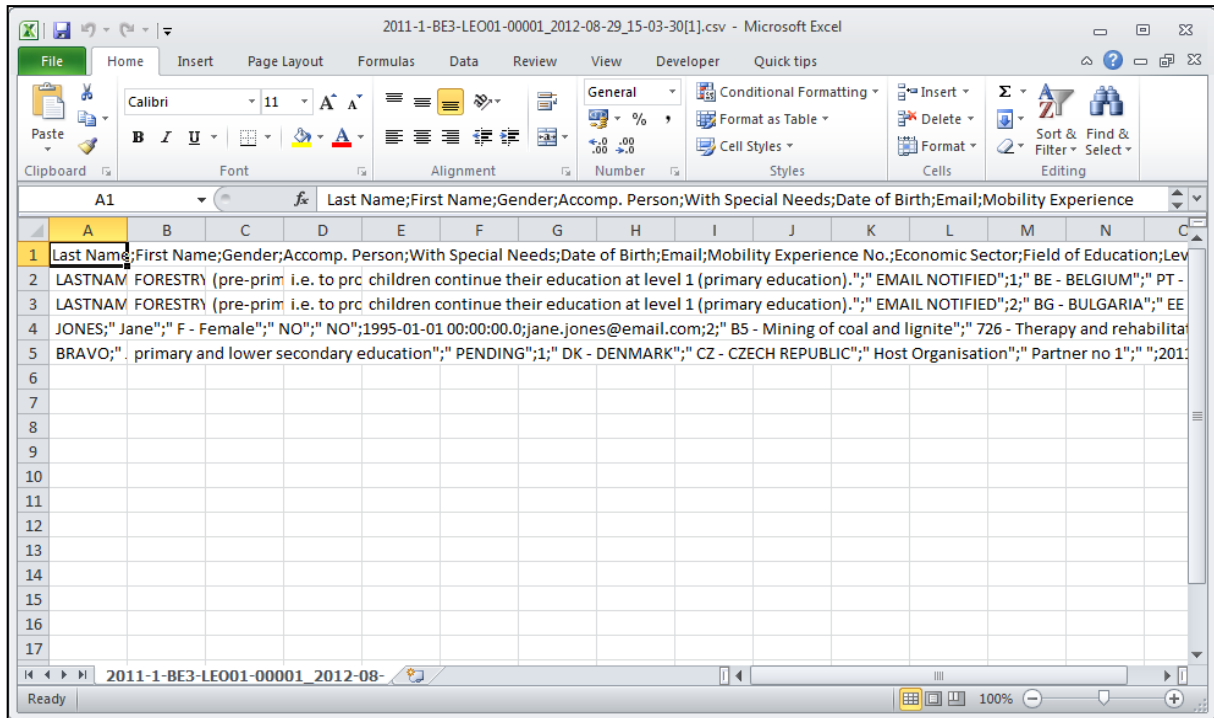 2011-1-BE3-LEO01-00001_2012-08-29_15-03-30[1].csv - Microsoft Excel
File Home Insert Page Layout Formulas Data Review View Developer Quick tips
Paste
Calibri 11
B I U
General
% ,
Conditional Formatting
Format as Table
Cell Styles
Insert
Delete
Format
Sort & Filter
Find & Select
Clipboard Font Alignment Number Styles Cells Editing
A1 fx Last Name;First Name;Gender;Accomp. Person;With Special Needs;Date of Birth;Email;Mobility Experience
A B C D E F G H I J K L M N
1 Last Name;First Name;Gender;Accomp. Person;With Special Needs;Date of Birth;Email;Mobility Experience No.;Economic Sector;Field of Education;Lev
2 LASTNAM FORESTRY (pre-prim i.e. to pro children continue their education at level 1 (primary education).";" EMAIL NOTIFIED";1;" BE - BELGIUM";" PT -
3 LASTNAM FORESTRY (pre-prim i.e. to pro children continue their education at level 1 (primary education).";" EMAIL NOTIFIED";2;" BG - BULGARIA";" EE
4 JONES;" Jane";" F - Female";" NO";" NO";1995-01-01 00:00:00.0;jane.jones@email.com;2;" B5 - Mining of coal and lignite";" 726 - Therapy and rehabilitat
5 BRAVO;" primary and lower secondary education";" PENDING";1;" DK - DENMARK";" CZ - CZECH REPUBLIC";" Host Organisation";" Partner no 1";" ";201
6
7
8
9
10
11
12
13
14
15
16
17
2011-1-BE3-LEO01-00001_2012-08-
Ready 100%